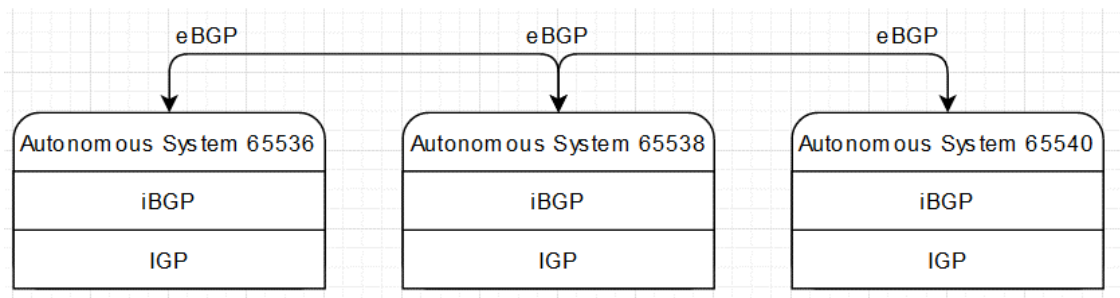 eBGP eBGP eBGP
Autonomous System 65536 Autonomous System 65538 Autonomous System 65540
iBGP iBGP iBGP
IGP IGP IGP